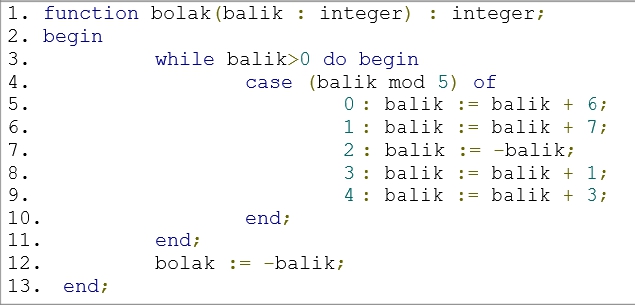 1. function bolak(balik : integer) : integer;
2. begin
3. while balik>0 do begin
4. case (balik mod 5) of
5. 0: balik := balik + 6;
6. 1: balik := balik + 7;
7. 2: balik := -balik;
8. 3: balik := balik + 1;
9. 4: balik := balik + 3;
10. end;
11. end;
12. bolak := -balik;
13. end;